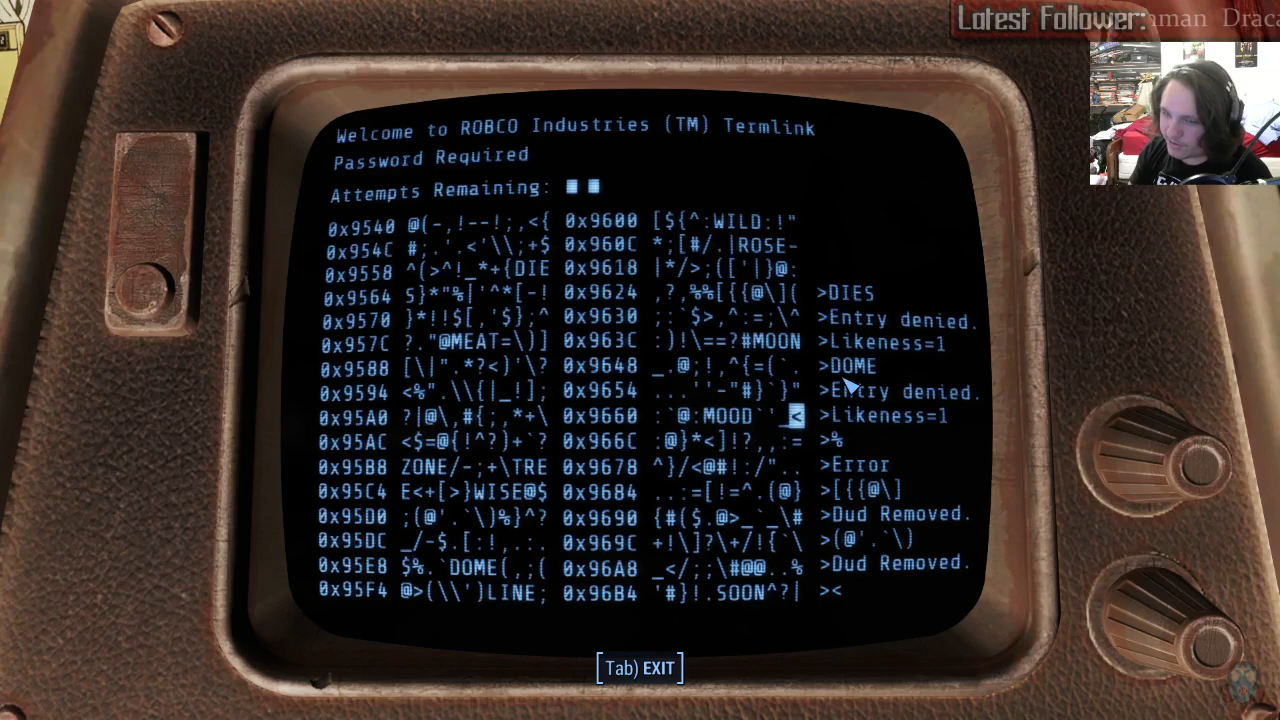 Latest Follower: man Drac
Welcome to ROBCO Industries (TM) Termlink
Password Required
Attempts Remaining:
0x9540 @(-,!--!;,<{ 0x9600 [${^:WILD:!"
0x954C #;.'.<'\\;+$ 0x960C *;[#/.|ROSE-
0x9558 ^(>^!_*+{DIE 0x9618 |*/>;(['|}@:
0x9564 S}*"%|'^*[-! 0x9624 ,?,%%[{{@\]( >DIES
0x9570 }*!!$[,'$};^ 0x9630 ;:`$>,^:=;\^ >Entry denied.
0x957C ?."@MEAT=\)] 0x963C :)!\==?#MOON >Likeness=1
0x9588 [\|".*?<)'\? 0x9648 _.@;!,^{=(`. >DOME
0x9594 <%".\\{|_!]; 0x9654 ...''-"#}`}" >Entry denied.
0x95A0 ?|@\,#{;,*+\ 0x9660 :`@:MOOD`'_< >Likeness=1
0x95AC <$=@{!^?)+`? 0x966C :@}*<]!?,,:= >%
0x95B8 ZONE/-;+\TRE 0x9678 ^}/<@#!:/".. >Error
0x95C4 E<+[>}WISE@$ 0x9684 ..:=[!=^.(@} >[{{@\]
0x95D0 ;(@'.`\)%}^? 0x9690 {#($.@>_`_\# >Dud Removed.
0x95DC _/-$.[:!,.:. 0x969C +!\]?\+/!{`\ >(@'.`\)
0x95E8 $%.`DOME(,;( 0x96A8 _</;;\#@@..% >Dud Removed.
0x95F4 @>(\\')LINE; 0x96B4 '#}!.SOON^?| ><
Tab) EXIT